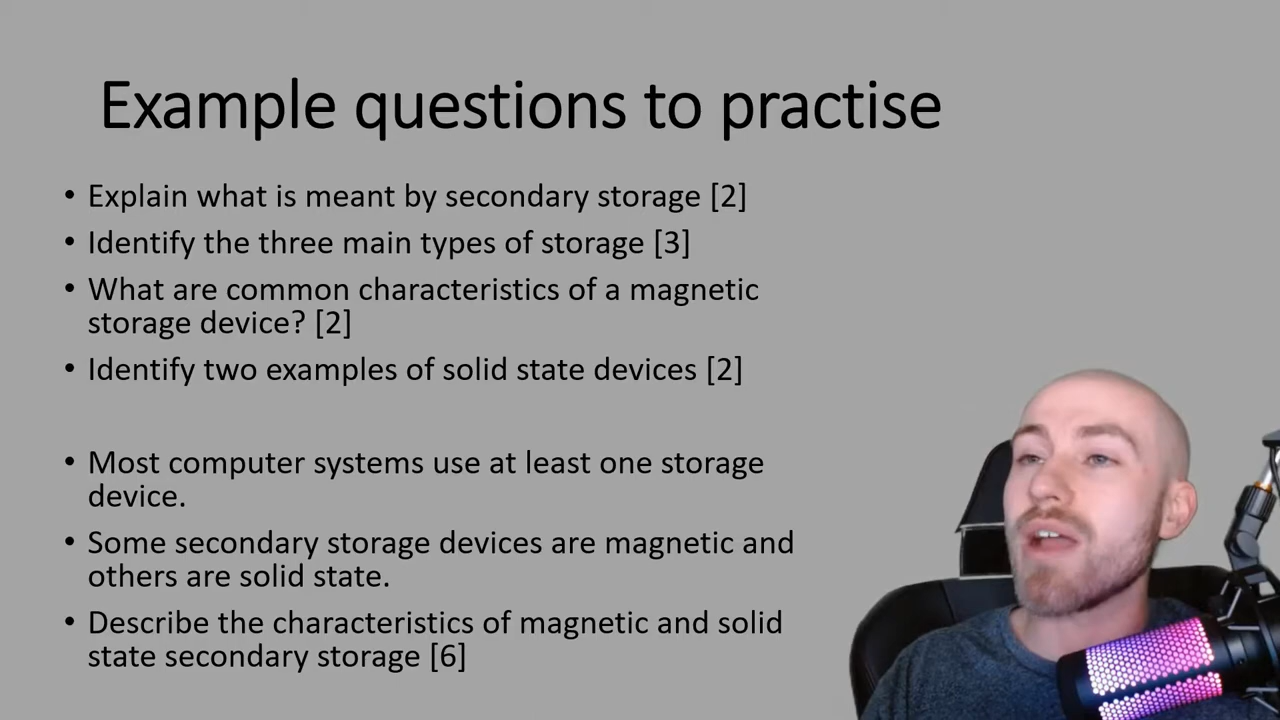 Example questions to practise
• Explain what is meant by secondary storage [2]
• Identify the three main types of storage [3]
• What are common characteristics of a magnetic
storage device? [2]
• Identify two examples of solid state devices [2]
• Most computer systems use at least one storage
device.
• Some secondary storage devices are magnetic and
others are solid state.
• Describe the characteristics of magnetic and solid
state secondary storage [6]